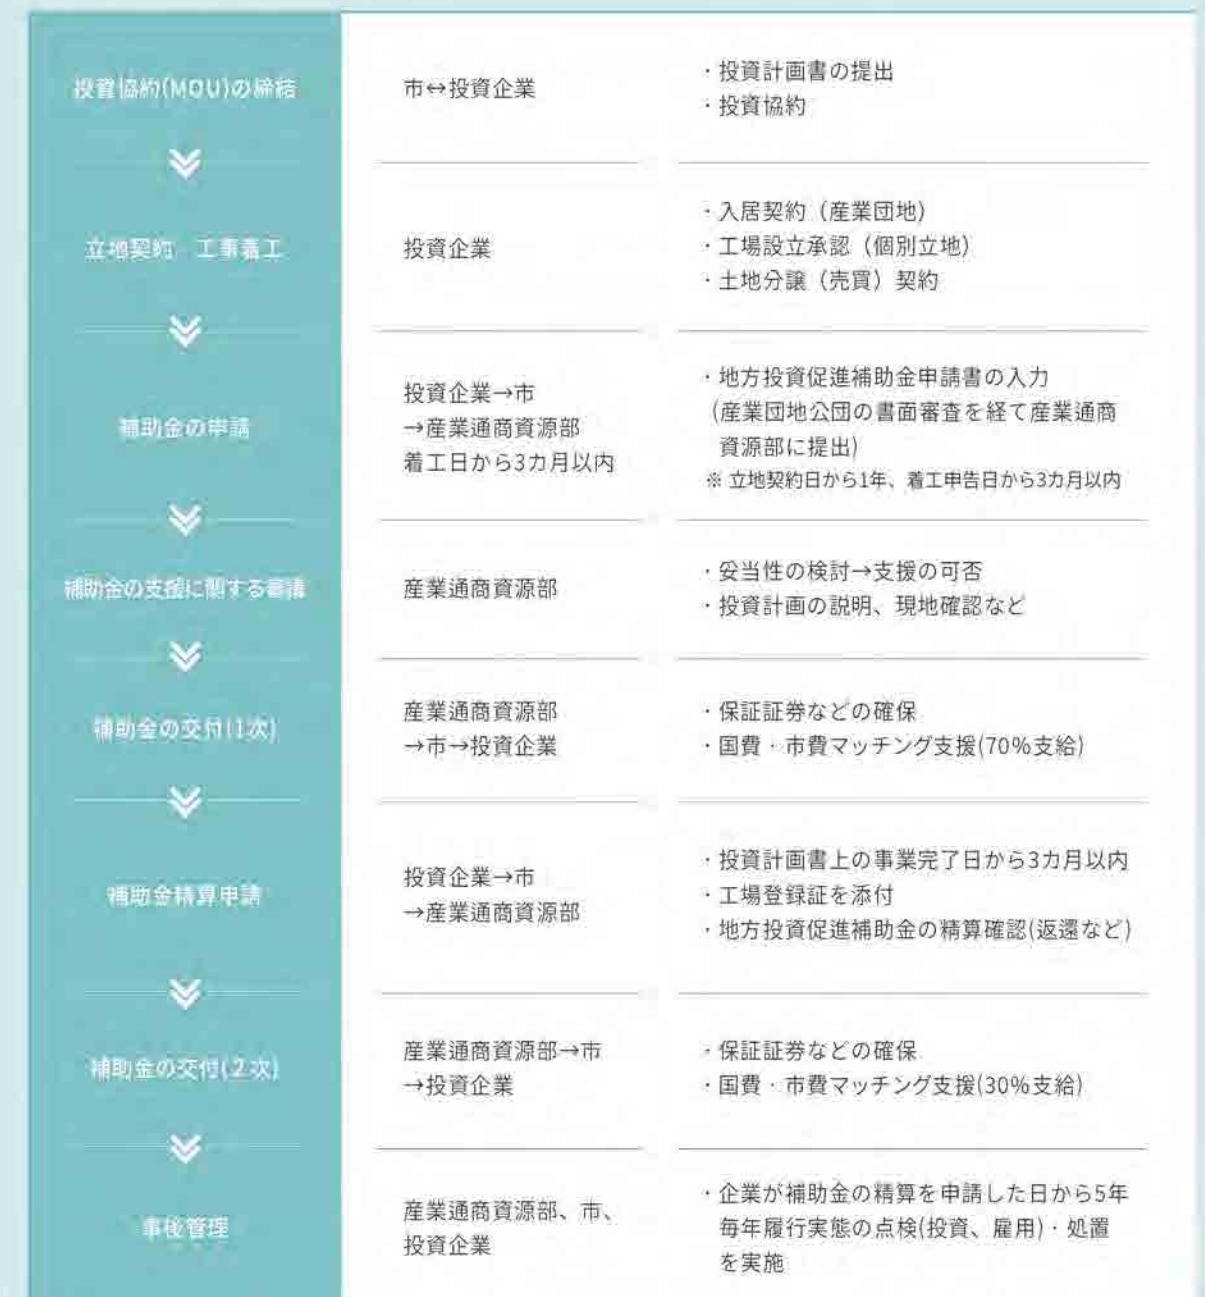 投資協約(MOU)の締結
市↔投資企業
・投資計画書の提出
・投資協約
立地契約 工事着工
投資企業
・入居契約（産業団地）
・工場設立承認（個別立地）
・土地分譲（売買）契約
補助金の申請
投資企業→市
→産業通商資源部
着工日から3カ月以内
・地方投資促進補助金申請書の入力
(産業団地公団の書面審査を経て産業通商
資源部に提出)
※ 立地契約日から1年、着工申告日から3カ月以内
補助金の支援に関する審議
産業通商資源部
・妥当性の検討→支援の可否
・投資計画の説明、現地確認など
補助金の交付(1次)
産業通商資源部
→市→投資企業
・保証証券などの確保
・国費・市費マッチング支援(70%支給)
補助金精算申請
投資企業→市
→産業通商資源部
・投資計画書上の事業完了日から3カ月以内
・工場登録証を添付
・地方投資促進補助金の精算確認(返還など)
補助金の交付(2次)
産業通商資源部→市
→投資企業
・保証証券などの確保
・国費・市費マッチング支援(30%支給)
事後管理
産業通商資源部、市、
投資企業
・企業が補助金の精算を申請した日から5年
毎年履行実態の点検(投資、雇用)・処置
を実施